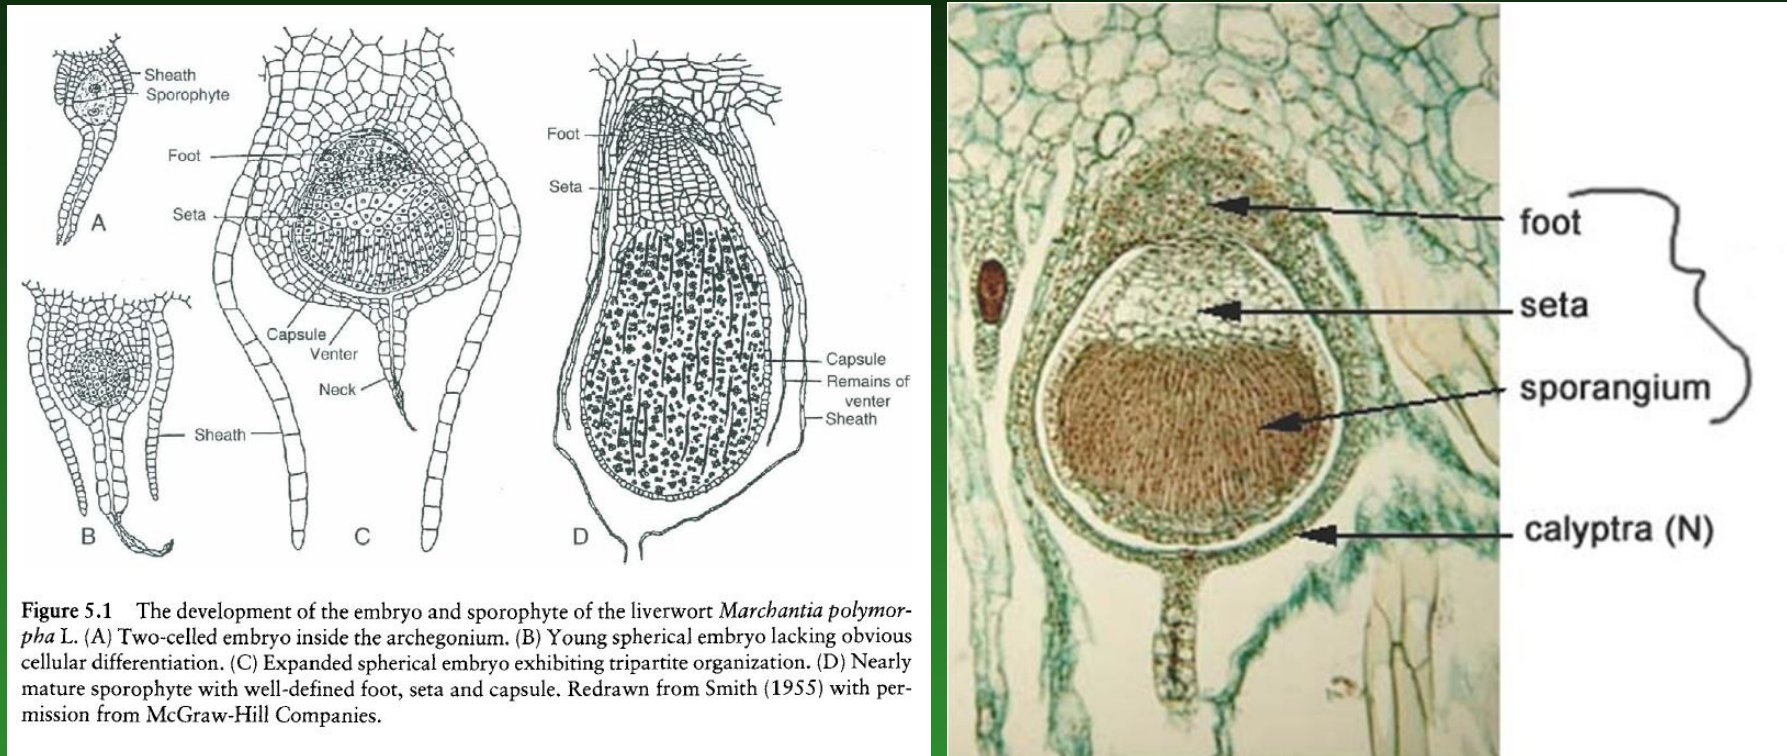 Sheath
Sporophyte
A
Foot
Seta
Capsule
Venter
Neck
Sheath
B
C
Foot
Seta
Capsule
Remains of
venter
Sheath
D
Figure 5.1 The development of the embryo and sporophyte of the liverwort Marchantia polymor-
pha L. (A) Two-celled embryo inside the archegonium. (B) Young spherical embryo lacking obvious
cellular differentiation. (C) Expanded spherical embryo exhibiting tripartite organization. (D) Nearly
mature sporophyte with well-defined foot, seta and capsule. Redrawn from Smith (1955) with per-
mission from McGraw-Hill Companies.
foot
seta
sporangium
calyptra (N)